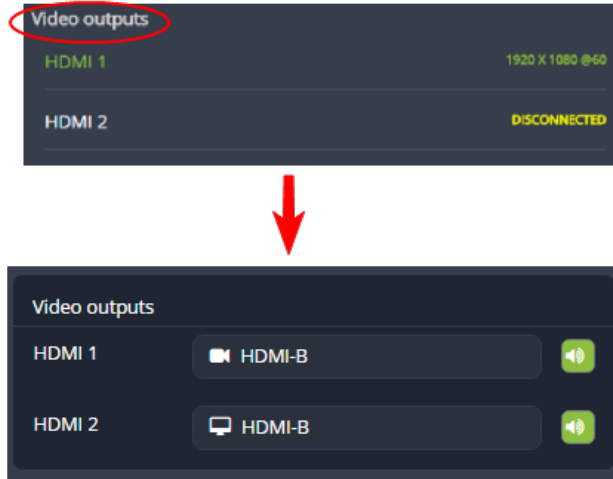 Video outputs
HDMI 1 1920 X 1080 @60
HDMI 2 DISCONNECTED
Video outputs
HDMI 1 HDMI-B
HDMI 2 HDMI-B